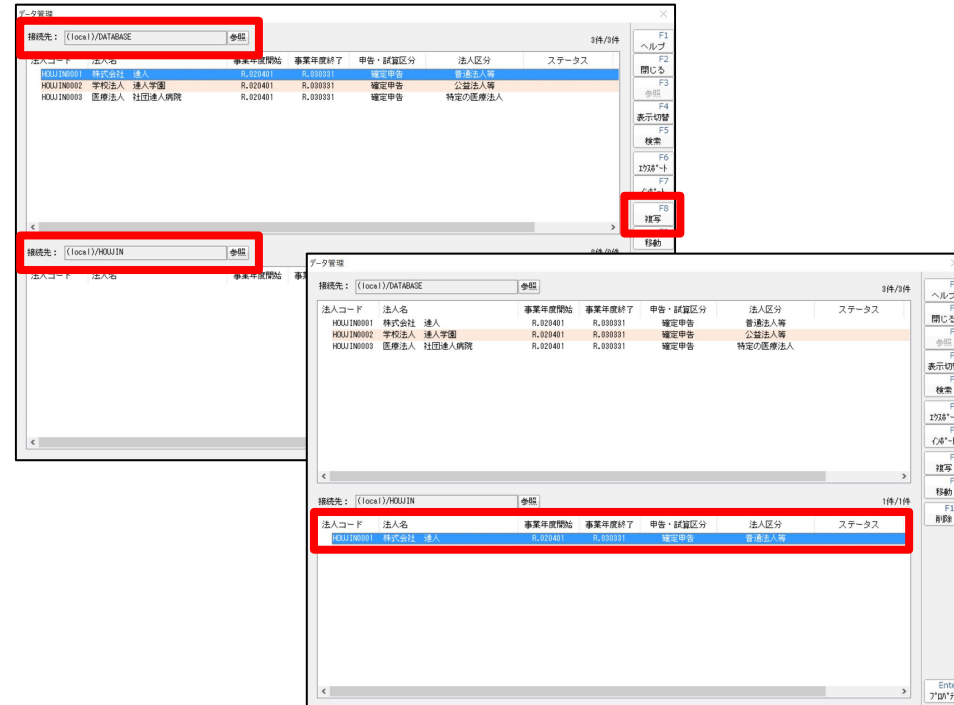 データ管理
接続先： (local)/DATABASE 参照 3件/3件
法人コード 法人名 事業年度開始 事業年度終了 申告・試算区分 法人区分 ステータス
HOUJIN0001 株式会社 達人 R.020401 R.030331 確定申告 普通法人等
HOUJIN0002 学校法人 達人学園 R.020401 R.030331 確定申告 公益法人等
HOUJIN0003 医療法人 社団達人病院 R.020401 R.030331 確定申告 特定の医療法人
F1
ヘルプ
F2
閉じる
F3
参照
F4
表示切替
F5
検索
F6
ｴｸｽﾎﾟｰﾄ
F7
ｲﾝﾎﾟｰﾄ
F8
複写
移動
接続先： (local)/HOUJIN 参照 0件/0件
法人コード 法人名 事業年度開始
データ管理
接続先： (local)/DATABASE 参照 3件/3件
法人コード 法人名 事業年度開始 事業年度終了 申告・試算区分 法人区分 ステータス
HOUJIN0001 株式会社 達人 R.020401 R.030331 確定申告 普通法人等
HOUJIN0002 学校法人 達人学園 R.020401 R.030331 確定申告 公益法人等
HOUJIN0003 医療法人 社団達人病院 R.020401 R.030331 確定申告 特定の医療法人
接続先： (local)/HOUJIN 参照 1件/1件
法人コード 法人名 事業年度開始 事業年度終了 申告・試算区分 法人区分 ステータス
HOUJIN0001 株式会社 達人 R.020401 R.030331 確定申告 普通法人等
ヘルプ
閉じる
参照
表示切
検索
ｴｸｽﾎﾟｰ
ｲﾝﾎﾟｰ
複写
移動
F1
削除
Ente
ﾌﾟﾛﾊﾟﾃ